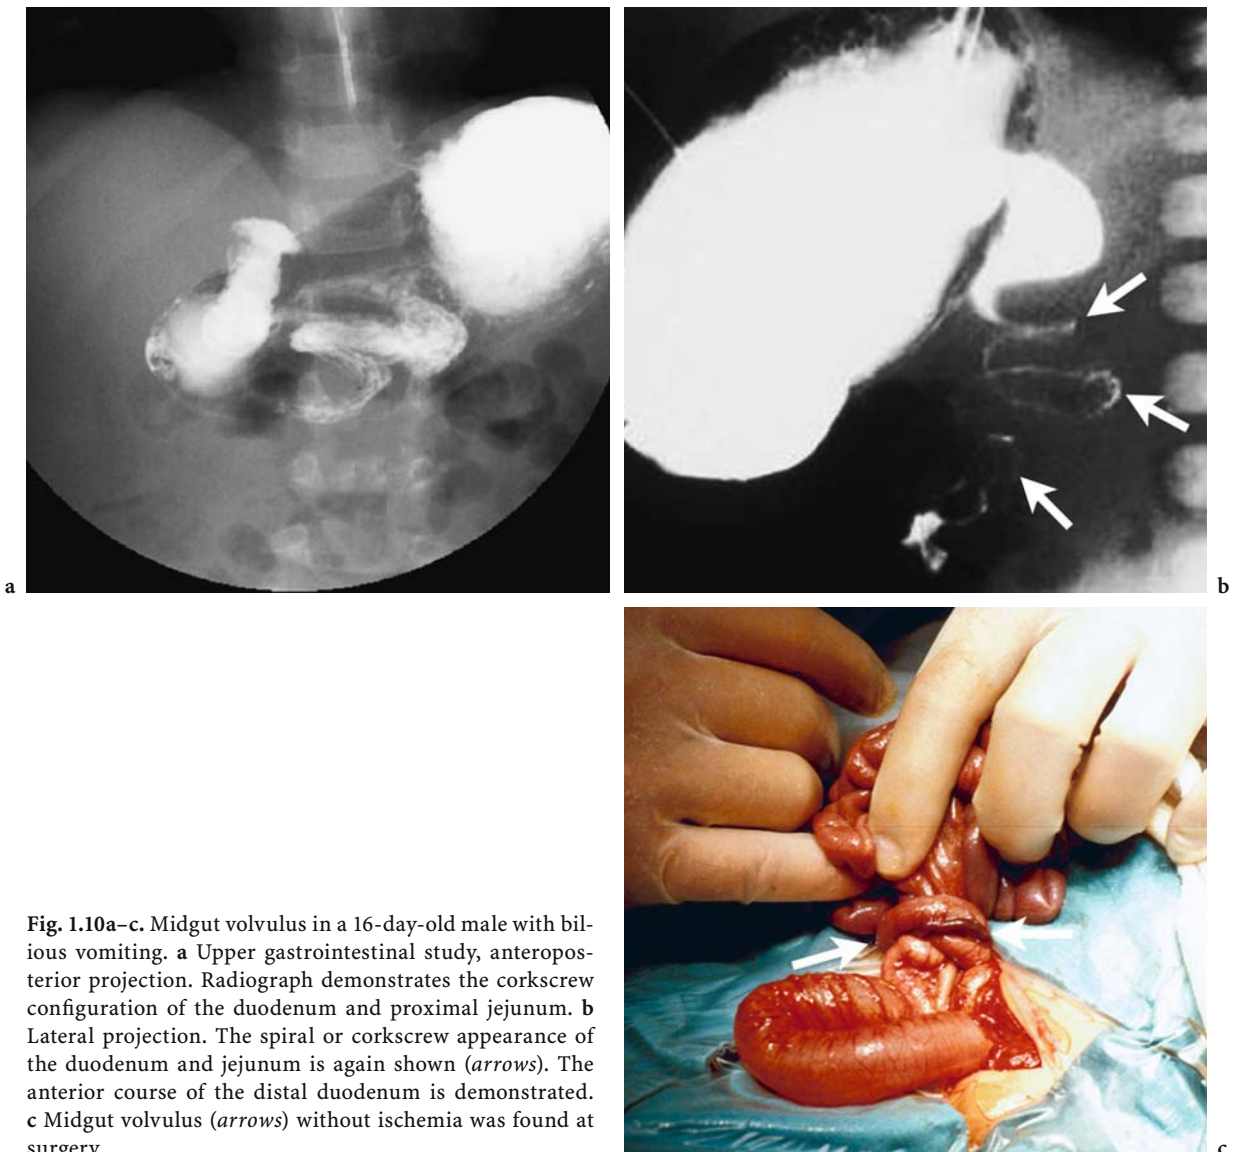 a
b
Fig. 1.10a–c. Midgut volvulus in a 16-day-old male with bil-
ious vomiting. a Upper gastrointestinal study, anteropos-
terior projection. Radiograph demonstrates the corkscrew
configuration of the duodenum and proximal jejunum. b
Lateral projection. The spiral or corkscrew appearance of
the duodenum and jejunum is again shown (arrows). The
anterior course of the distal duodenum is demonstrated.
c Midgut volvulus (arrows) without ischemia was found at
surgery
c